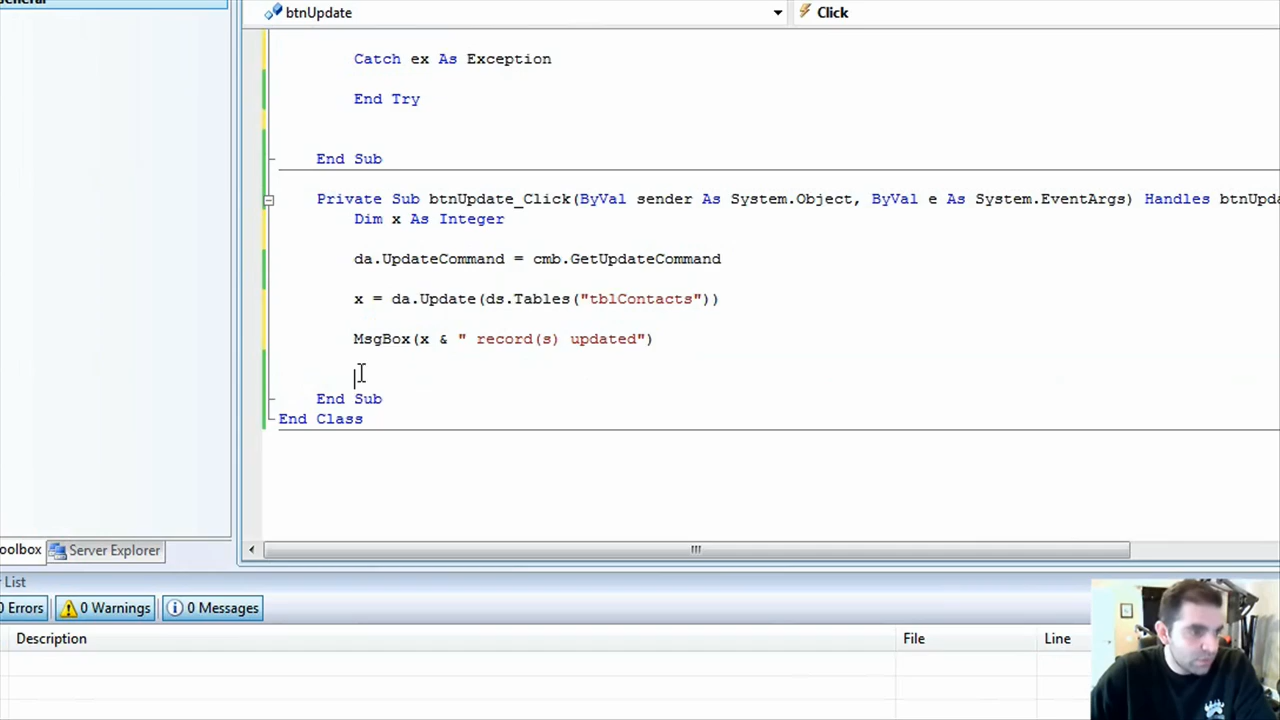 General
btnUpdate
Click
Catch ex As Exception
End Try
End Sub
Private Sub btnUpdate_Click(ByVal sender As System.Object, ByVal e As System.EventArgs) Handles btnUpda
Dim x As Integer
da.UpdateCommand = cmb.GetUpdateCommand
x = da.Update(ds.Tables("tblContacts"))
MsgBox(x & " record(s) updated")
End Sub
End Class
oolbox Server Explorer
List
0 Errors 0 Warnings 0 Messages
Description File Line